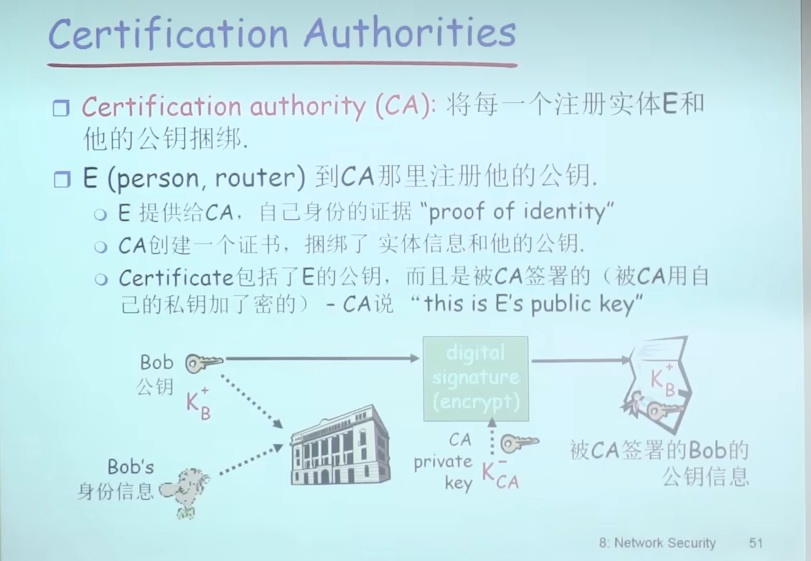 Certification Authorities
Certification authority (CA): 将每一个注册实体E和
他的公钥捆绑.
E (person, router) 到CA那里注册他的公钥.
E 提供给CA，自己身份的证据 “proof of identity”
CA创建一个证书，捆绑了 实体信息和他的公钥.
Certificate包括了E的公钥，而且是被CA签署的（被CA用自
己的私钥加了密的）– CA说 “this is E’s public key”
Bob
公钥
K+B
Bob’s
身份信息
digital
signature
(encrypt)
CA
private
key
K-CA
K+B
被CA签署的Bob的
公钥信息
8: Network Security 51